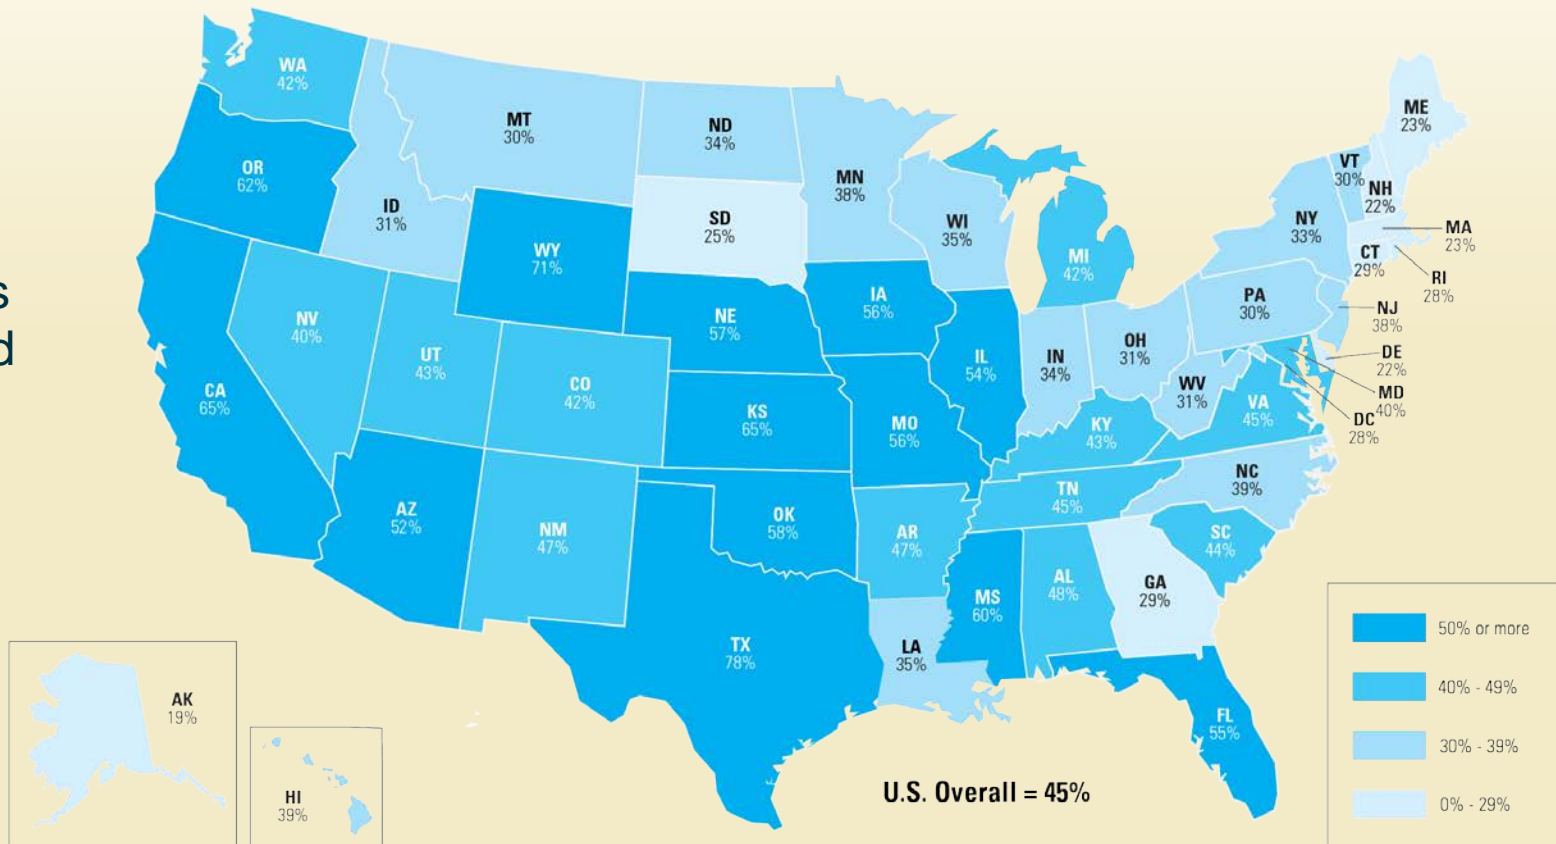 s
d
WA
42%
OR
62%
CA
65%
NV
40%
ID
31%
MT
30%
WY
71%
UT
43%
CO
42%
AZ
52%
NM
47%
ND
34%
SD
25%
NE
57%
KS
65%
OK
58%
TX
78%
MN
38%
IA
56%
MO
56%
AR
47%
LA
35%
WI
35%
IL
54%
MI
42%
IN
34%
OH
31%
KY
43%
TN
45%
MS
60%
AL
48%
GA
29%
FL
55%
SC
44%
NC
39%
VA
45%
WV
31%
PA
30%
NY
33%
VT
30%
NH
22%
ME
23%
MA
23%
CT
29%
RI
28%
NJ
38%
DE
22%
MD
40%
DC
28%
AK
19%
HI
39%
U.S. Overall = 45%
50% or more
40% - 49%
30% - 39%
0% - 29%